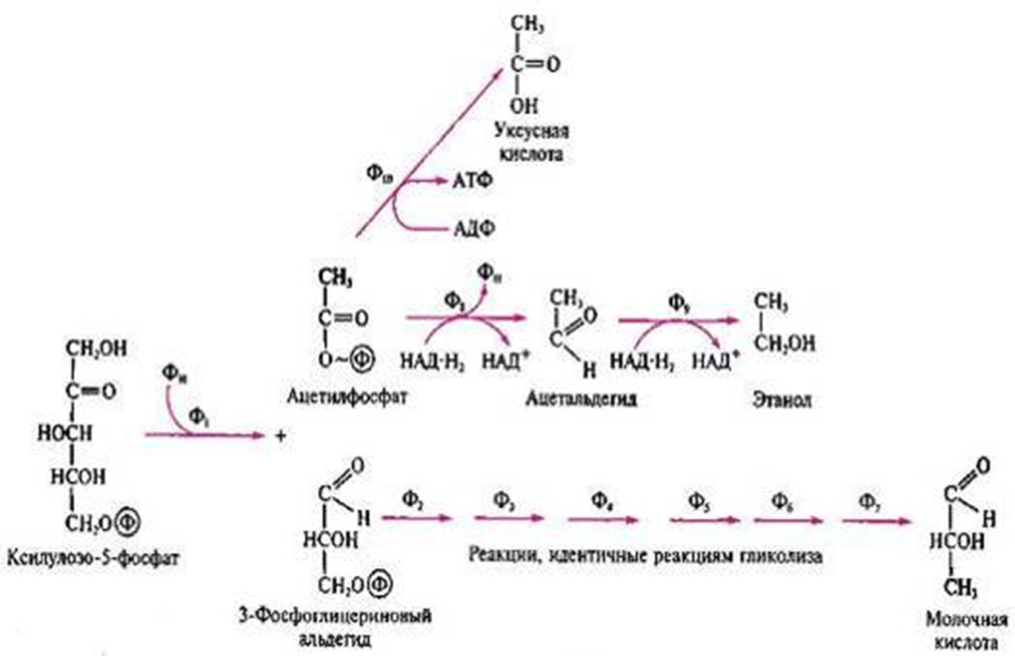 CH₃
C=O
OH
Уксусная
кислота
Ф₁₀
АТФ
АДФ
CH₃
C=O
O~Ф
Ацетилфосфат
Ф₈
Фн
НАД·Н₂
НАД⁺
CH₃
O
C
H
Ацетальдегид
Ф₉
НАД·Н₂
НАД⁺
CH₃
CH₂OH
Этанол
CH₂OH
C=O
HOCH
HCOH
CH₂OФ
Ксилулозо-5-фосфат
Фн
Ф₁
+
O
C
H
HCOH
CH₂OФ
3-Фосфоглицериновый
альдегид
Ф₂ Ф₃ Ф₄ Ф₅ Ф₆ Ф₇
Реакции, идентичные реакциям гликолиза
O
C
H
HCOH
CH₃
Молочная
кислота